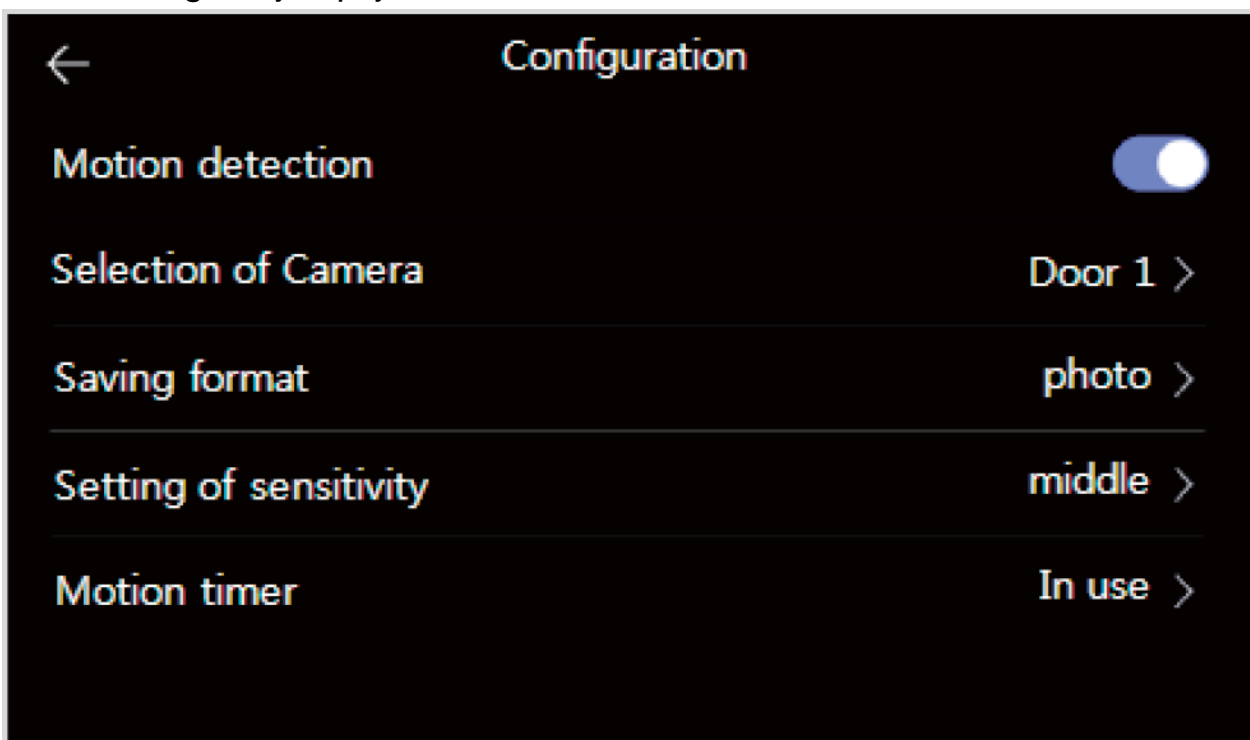 Configuration
Motion detection
Selection of Camera Door 1 >
Saving format photo >
Setting of sensitivity middle >
Motion timer In use >